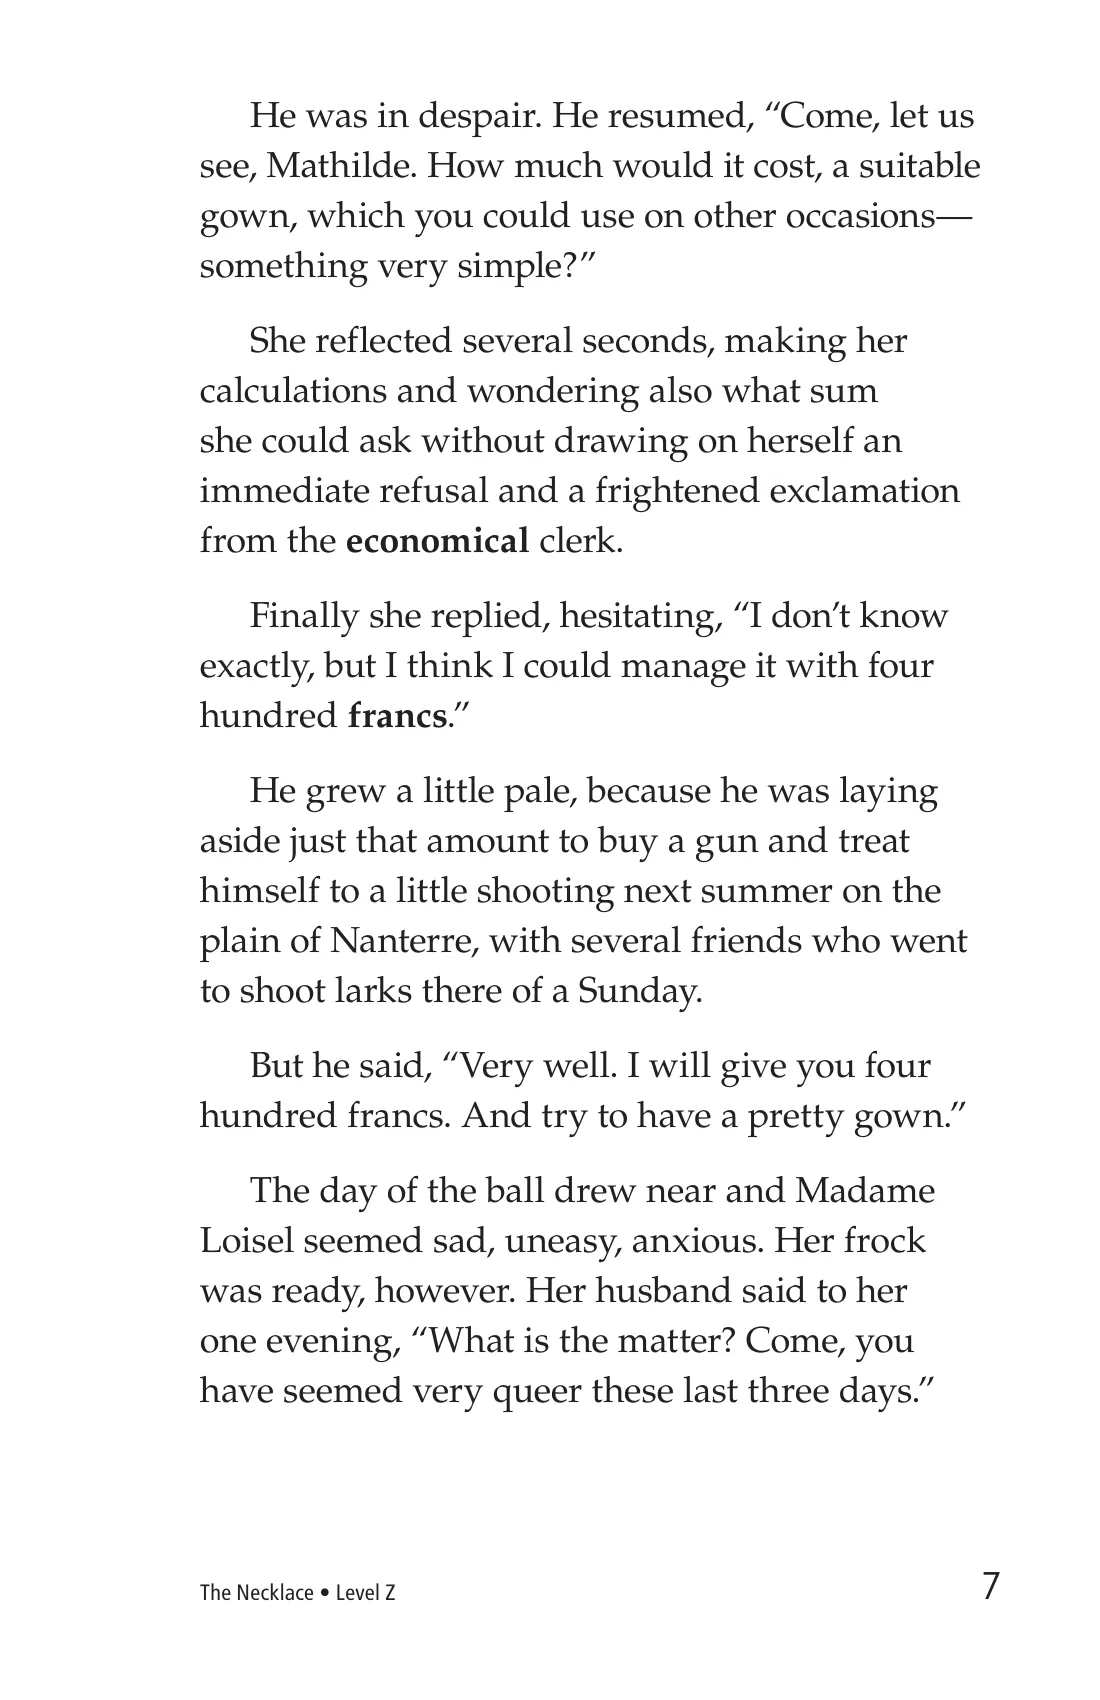 He was in despair. He resumed, “Come, let us
see, Mathilde. How much would it cost, a suitable
gown, which you could use on other occasions—
something very simple?”
She reflected several seconds, making her
calculations and wondering also what sum
she could ask without drawing on herself an
immediate refusal and a frightened exclamation
from the economical clerk.
Finally she replied, hesitating, “I don’t know
exactly, but I think I could manage it with four
hundred francs.”
He grew a little pale, because he was laying
aside just that amount to buy a gun and treat
himself to a little shooting next summer on the
plain of Nanterre, with several friends who went
to shoot larks there of a Sunday.
But he said, “Very well. I will give you four
hundred francs. And try to have a pretty gown.”
The day of the ball drew near and Madame
Loisel seemed sad, uneasy, anxious. Her frock
was ready, however. Her husband said to her
one evening, “What is the matter? Come, you
have seemed very queer these last three days.”
The Necklace • Level Z
7